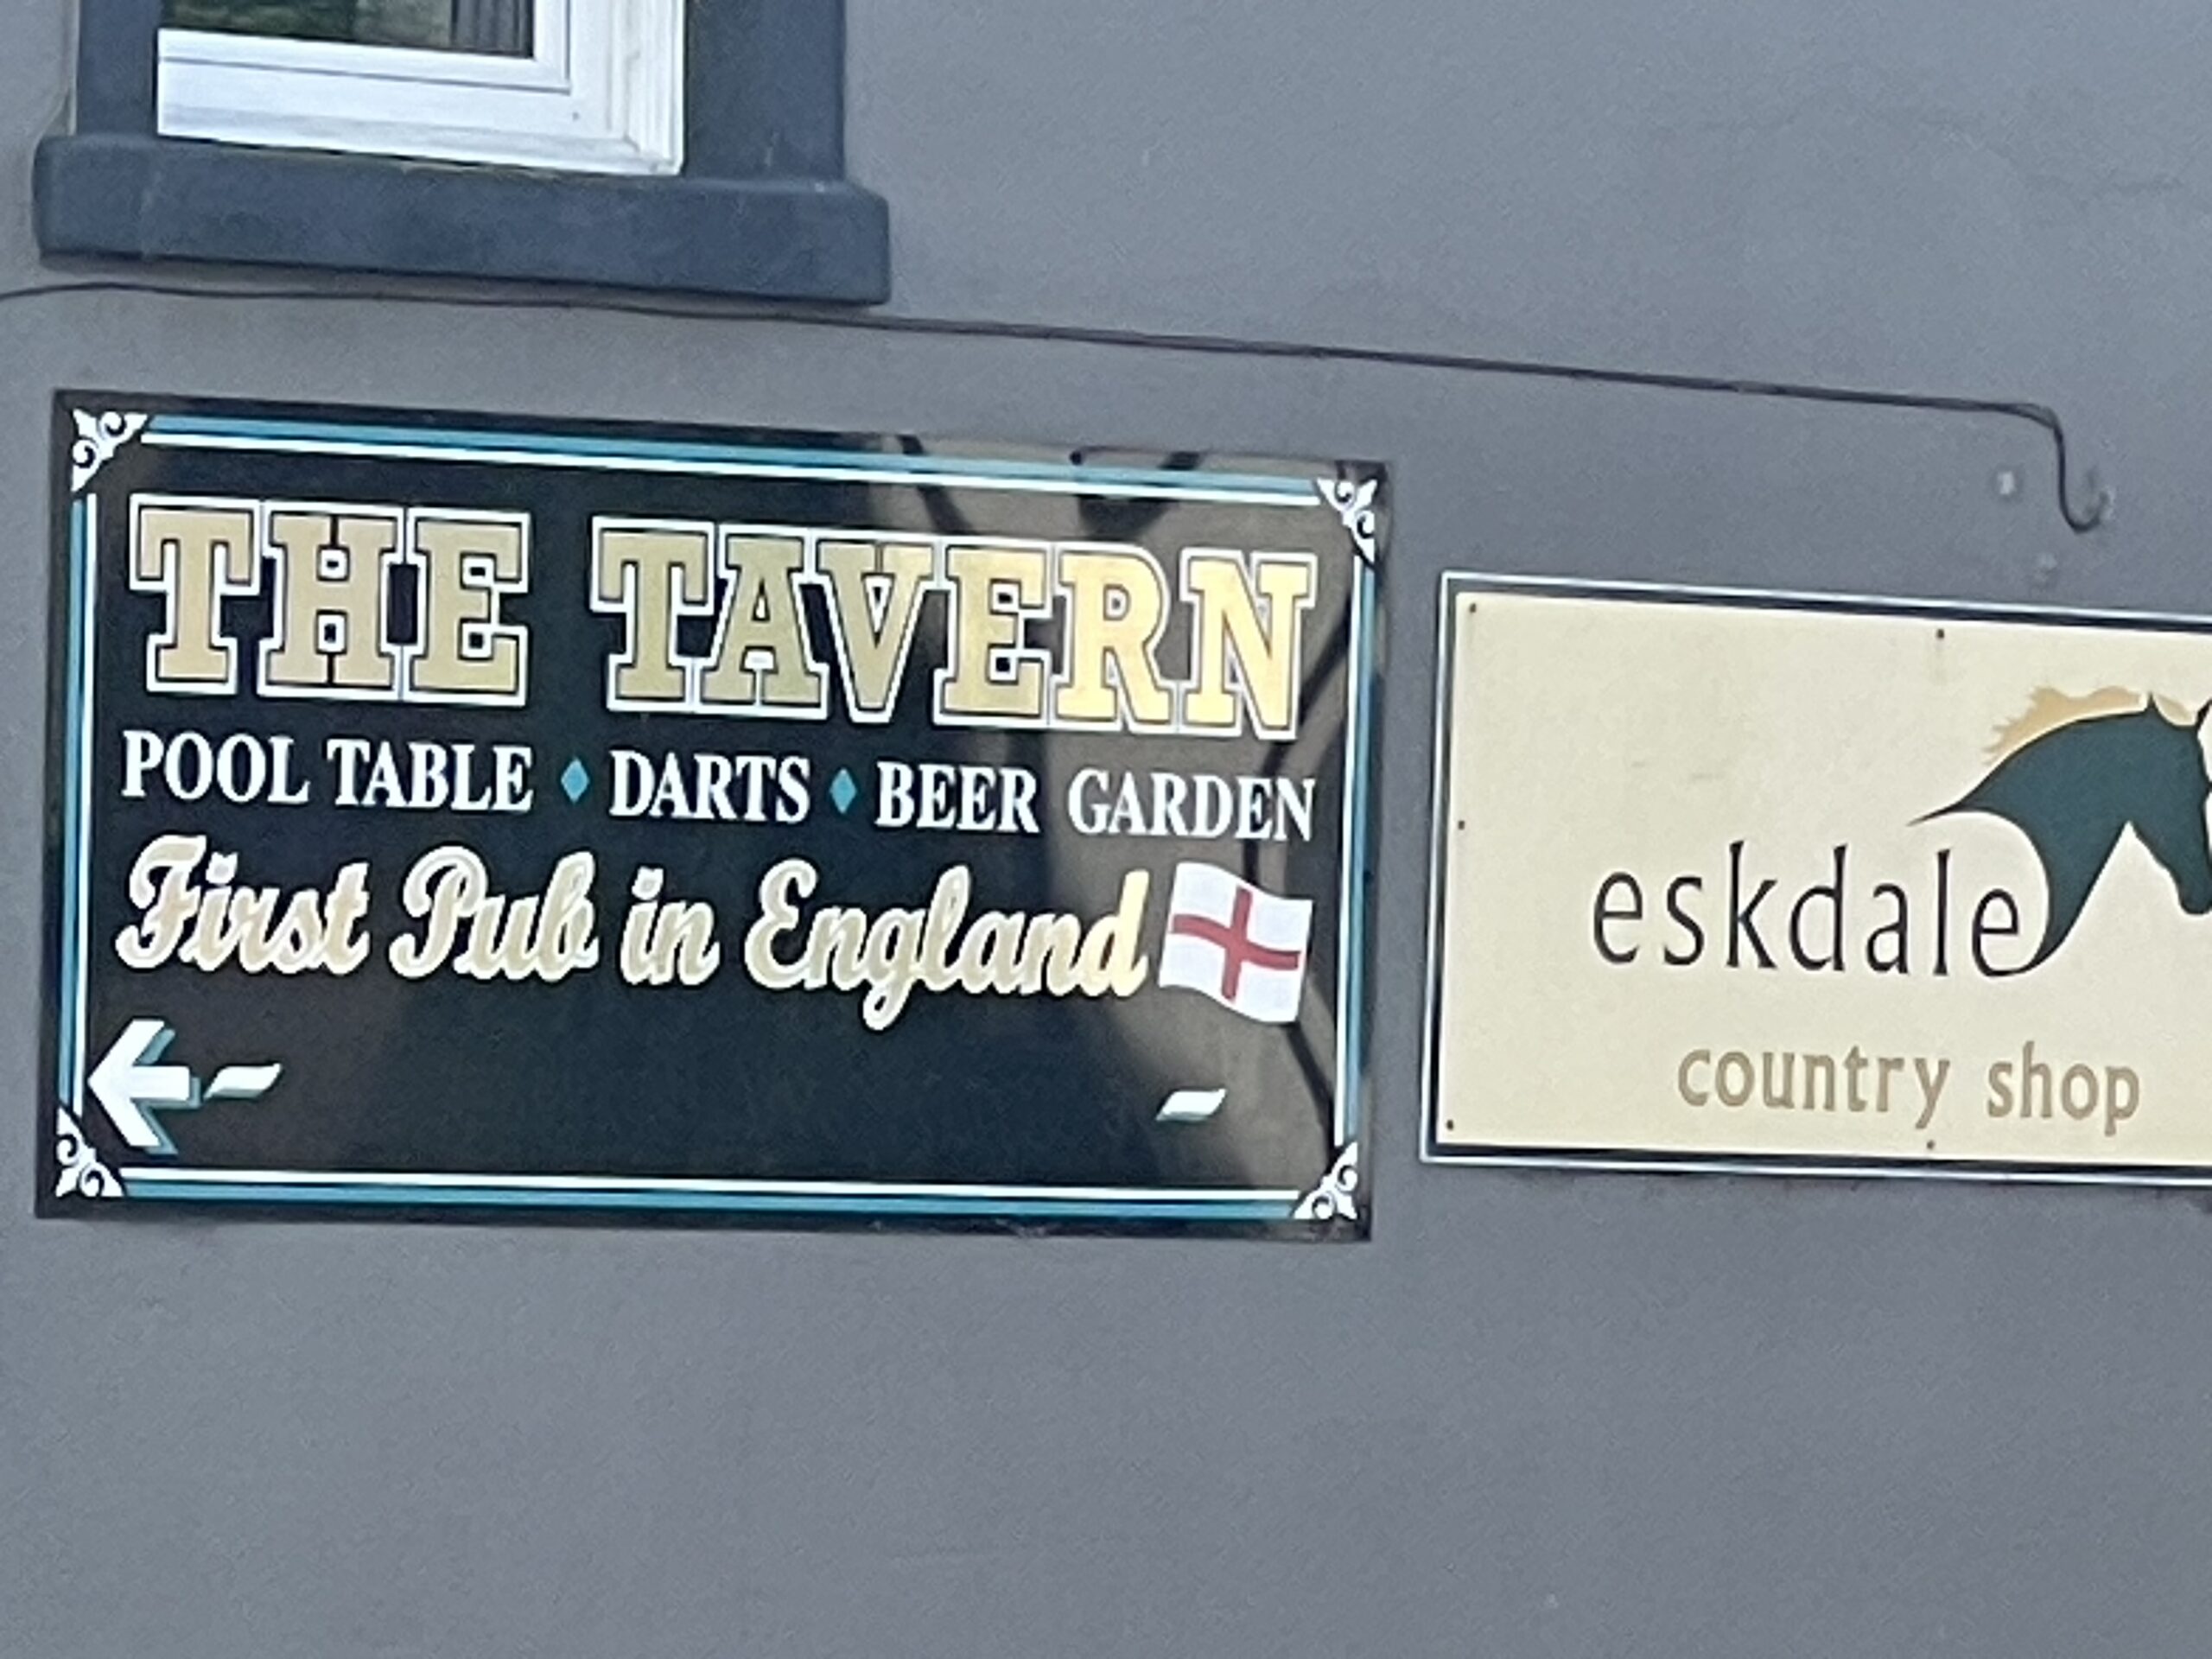 THE TAVERN
POOL TABLE ♦ DARTS ♦ BEER GARDEN
First Pub in England
eskdale
country shop